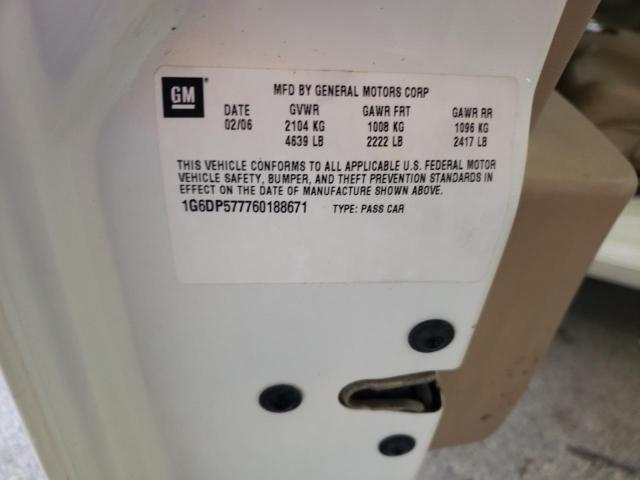 GM
MFD BY GENERAL MOTORS CORP
DATE GVWR GAWR FRT GAWR RR
02/06 2104 KG 1008 KG 1096 KG
4639 LB 2222 LB 2417 LB
THIS VEHICLE CONFORMS TO ALL APPLICABLE U.S. FEDERAL MOTOR
VEHICLE SAFETY, BUMPER, AND THEFT PREVENTION STANDARDS IN
EFFECT ON THE DATE OF MANUFACTURE SHOWN ABOVE.
1G6DP577760188671 TYPE: PASS CAR